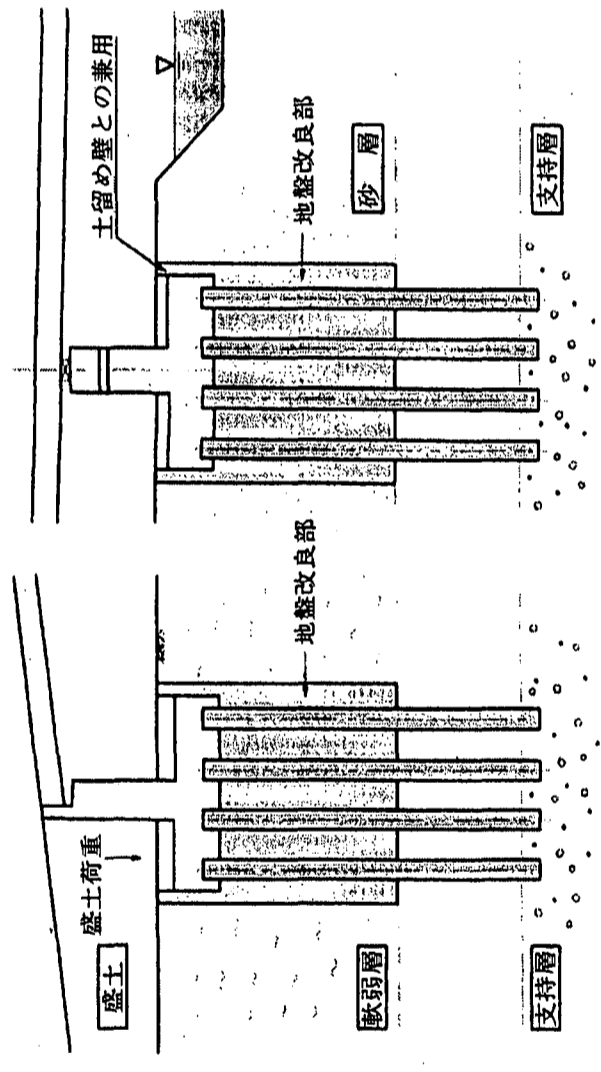 盛土
盛土荷重
軟弱層
支持層
地盤改良部
土留め壁との兼用
地盤改良部
砂 層
支持層